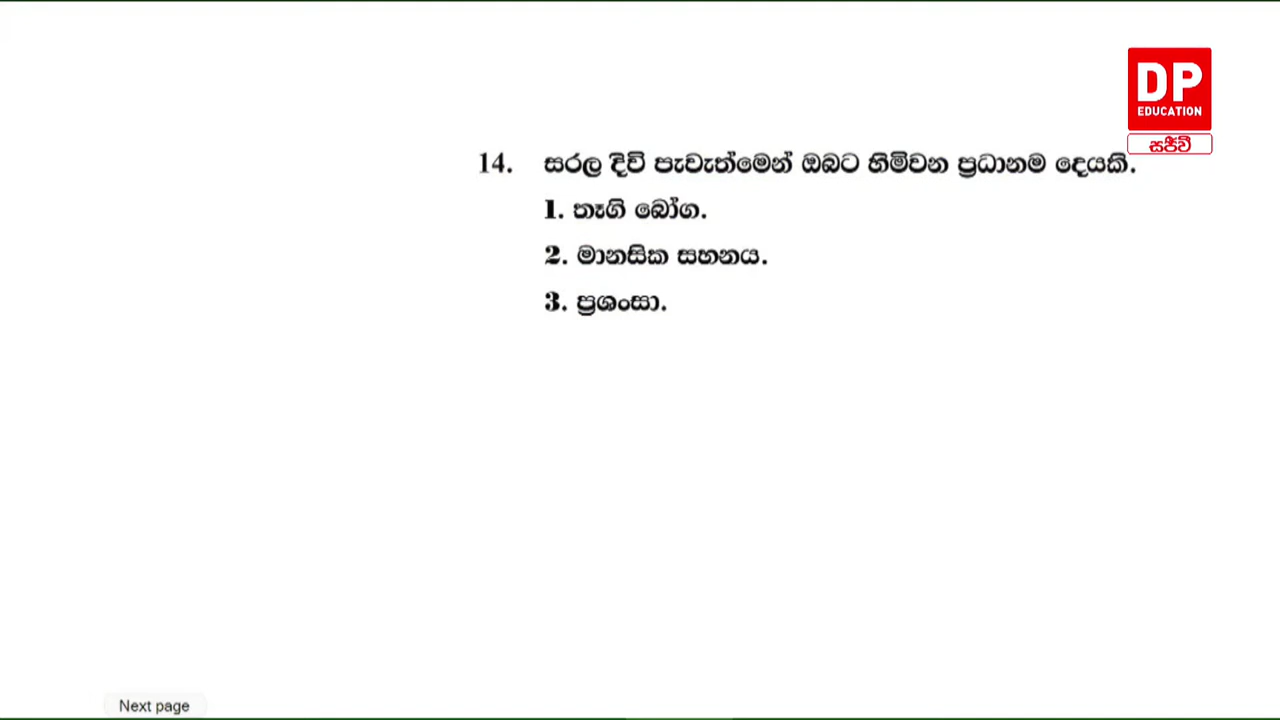 DP
EDUCATION
සජීවී
14. සරල දිවි පැවැත්මෙන් ඔබට හිමිවන ප්‍රධානම දෙයකි.
1. තෑගි බෝග.
2. මානසික සහනය.
3. ප්‍රශංසා.
Next page